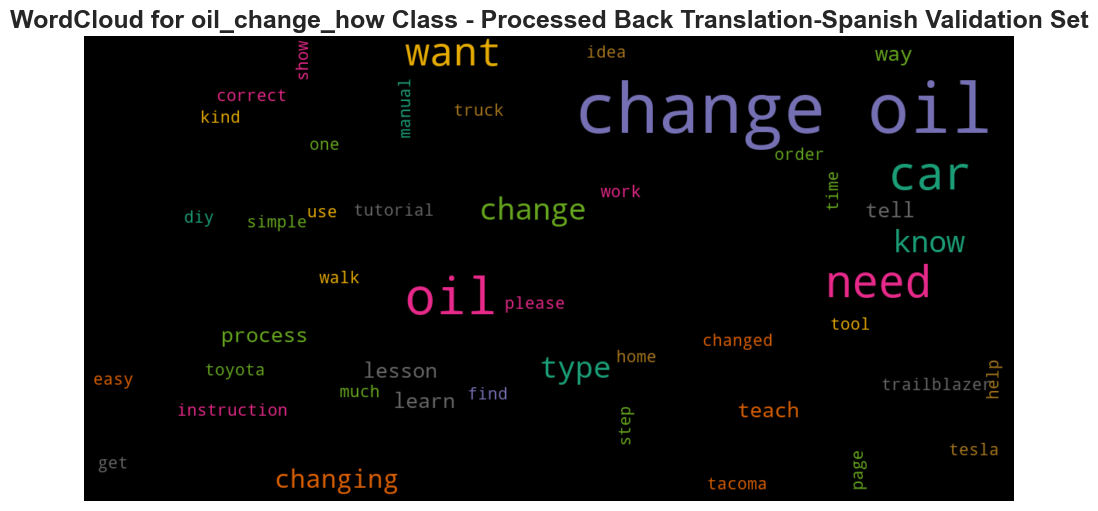 WordCloud for oil_change_how Class - Processed Back Translation-Spanish Validation Set
show
want
idea
way
correct
kind
manual
truck
change oil
one
order
car
time
work
diy
simple
use
tutorial
change
tell
know
walk
oil
please
need
tool
process
changed
home
type
toyota
lesson
easy
much
find
learn
trailblazer
help
instruction
teach
step
get
changing
tacoma
page
tesla